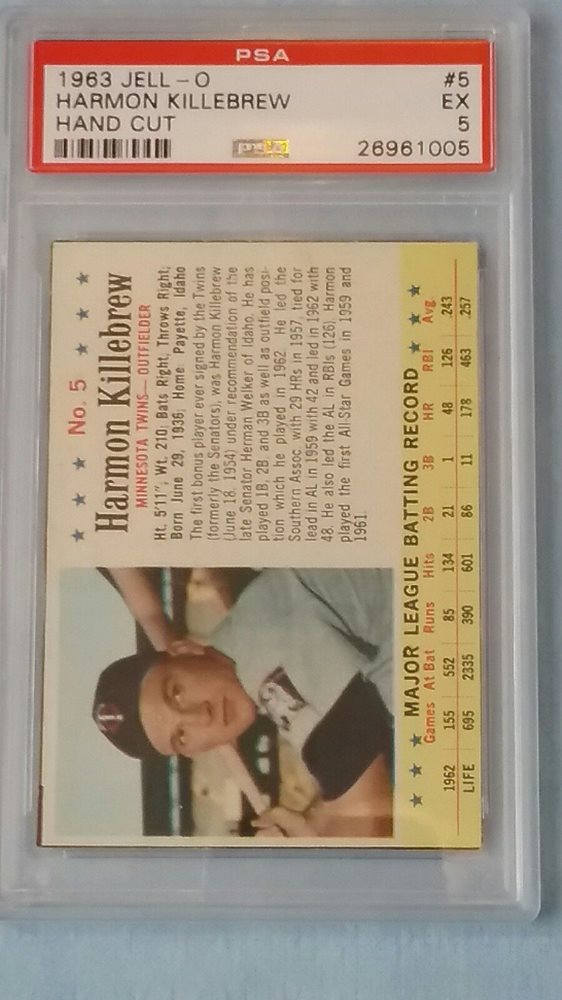 PSA
1963 JELL-O #5
HARMON KILLEBREW EX
HAND CUT 5
26961005
No. 5
Harmon Killebrew
MINNESOTA TWINS—OUTFIELDER
Ht. 5'11"; Wt. 210; Bats Right, Throws Right,
Born June 29, 1936; Home Payette, Idaho
The first bonus player ever signed by the Twins
(formerly the Senators), was Harmon Killebrew
(June 18, 1954) under recommendation of the
late Senator Herman Welker of Idaho. He has
played 1B, 2B, and 3B as well as outfield posi-
tion which he played in 1962. He led the
Southern Assoc. with 29 HRs in 1957, tied for
lead in AL in 1959 with 42 and led in 1962 with
48. He also led the AL in RBIs (126). Harmon
played the first All-Star Games in 1959 and
1961.
MAJOR LEAGUE BATTING RECORD
Games At Bat Runs Hits 2B 3B HR RBI Avg.
1962 155 552 85 134 21 1 48 126 .243
LIFE 695 2335 390 601 86 11 178 463 .257